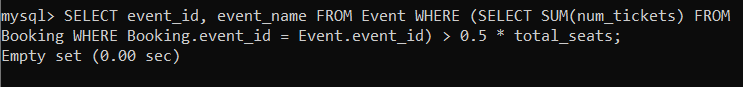 mysql> SELECT event_id, event_name FROM Event WHERE (SELECT SUM(num_tickets) FROM
Booking WHERE Booking.event_id = Event.event_id) > 0.5 * total_seats;
Empty set (0.00 sec)